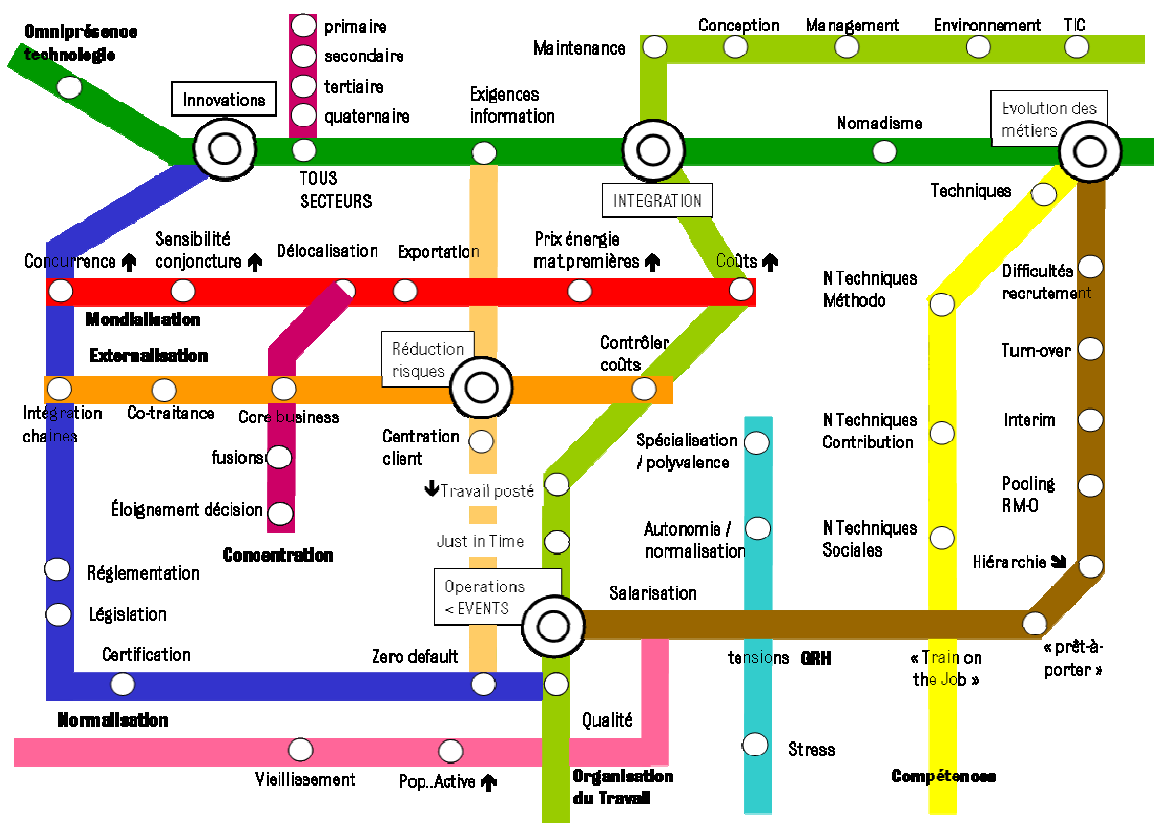 Omniprésence
technologie
Innovations
primaire
secondaire
tertiaire
quaternaire
TOUS
SECTEURS
Exigences
information
Maintenance
Conception
Management
Environnement
TIC
INTEGRATION
Nomadisme
Evolution des
métiers
Techniques
Concurrence ↑
Sensibilité
conjoncture ↑
Délocalisation
Exportation
Prix énergie
mat.premières ↑
Coûts ↑
Mondialisation
Externalisation
Réduction
risques
Contrôler
coûts
N Techniques
Méthodo
Difficultés
recrutement
Turn-over
Intégration
chaines
Co-traitance
Core business
fusions
Éloignement décision
Concentration
Centration
client
↓Travail posté
Just in Time
Operations
< EVENTS
Spécialisation
/ polyvalence
Autonomie /
normalisation
N Techniques
Contribution
N Techniques
Sociales
Interim
Pooling
RM-O
Hiérarchie ↘
Réglementation
Législation
Certification
Zero default
Salarisation
tensions GRH
« Train on
the Job »
« prêt-à-
porter »
Normalisation
Qualité
Vieillissement
Pop..Active ↑
Organisation
du Travail
Stress
Compétences